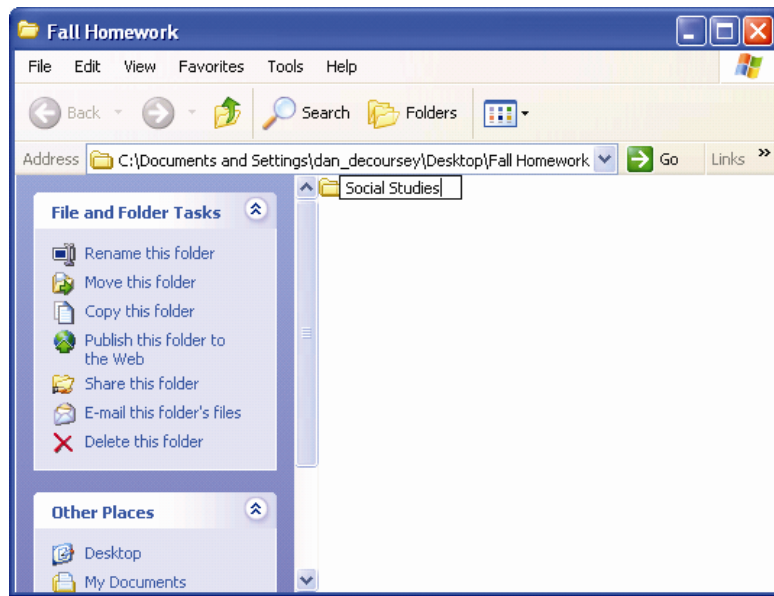 Fall Homework
File Edit View Favorites Tools Help
Back Search Folders
Address C:\Documents and Settings\dan_decoursey\Desktop\Fall Homework Go Links »
File and Folder Tasks
Rename this folder
Move this folder
Copy this folder
Publish this folder to
the Web
Share this folder
E-mail this folder's files
Delete this folder
Other Places
Desktop
My Documents
Social Studies